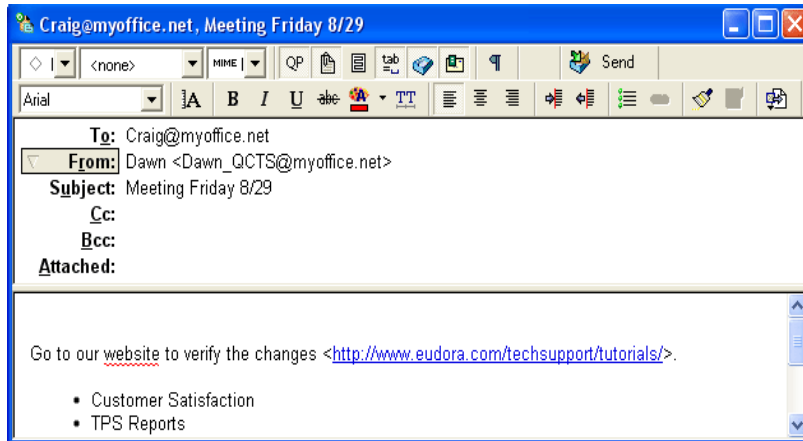 Craig@myoffice.net, Meeting Friday 8/29
<none> MIME QP tab Send
Arial A B I U abc A TT
To: Craig@myoffice.net
From: Dawn <Dawn_QCTS@myoffice.net>
Subject: Meeting Friday 8/29
Cc:
Bcc:
Attached:
Go to our website to verify the changes <http://www.eudora.com/techsupport/tutorials/>.
• Customer Satisfaction
• TPS Reports